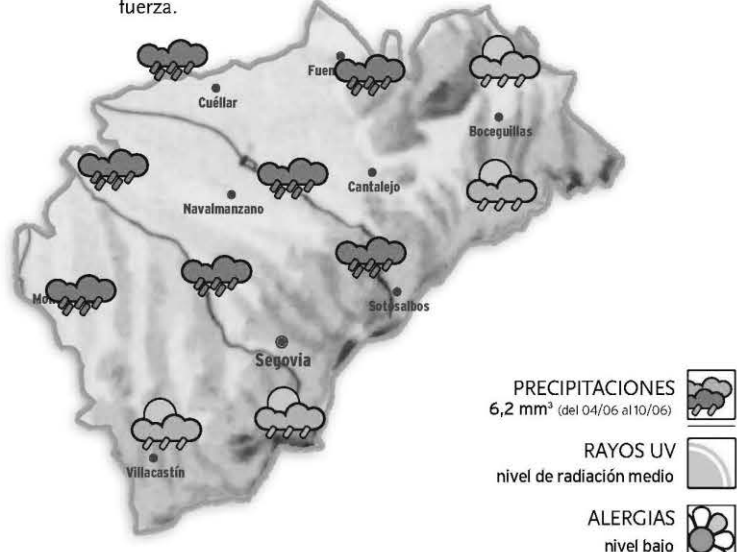 fuerza.
Fuen
Cuéllar
Boceguillas
Cantalejo
Navalmanzano
Sotosalbos
Segovia
Villacastín
PRECIPITACIONES
6,2 mm³ (del 04/06 al 10/06)
RAYOS UV
nivel de radiación medio
ALERGIAS
nivel bajo